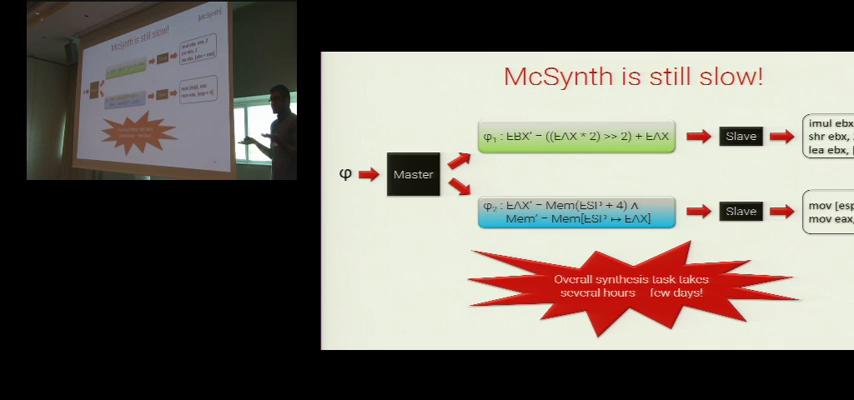 McSynth is still slow!
φ
Master
φ₁ : EBX' = ((EAX * 2) >> 2) + EAX
Slave
imul ebx
shr ebx,
lea ebx,
φ₂ : EAX' = Mem(ESP + 4) ∧
Mem' = Mem[ESP ↦ EAX]
Slave
mov [esp
mov eax,
Overall synthesis task takes
several hours – few days!